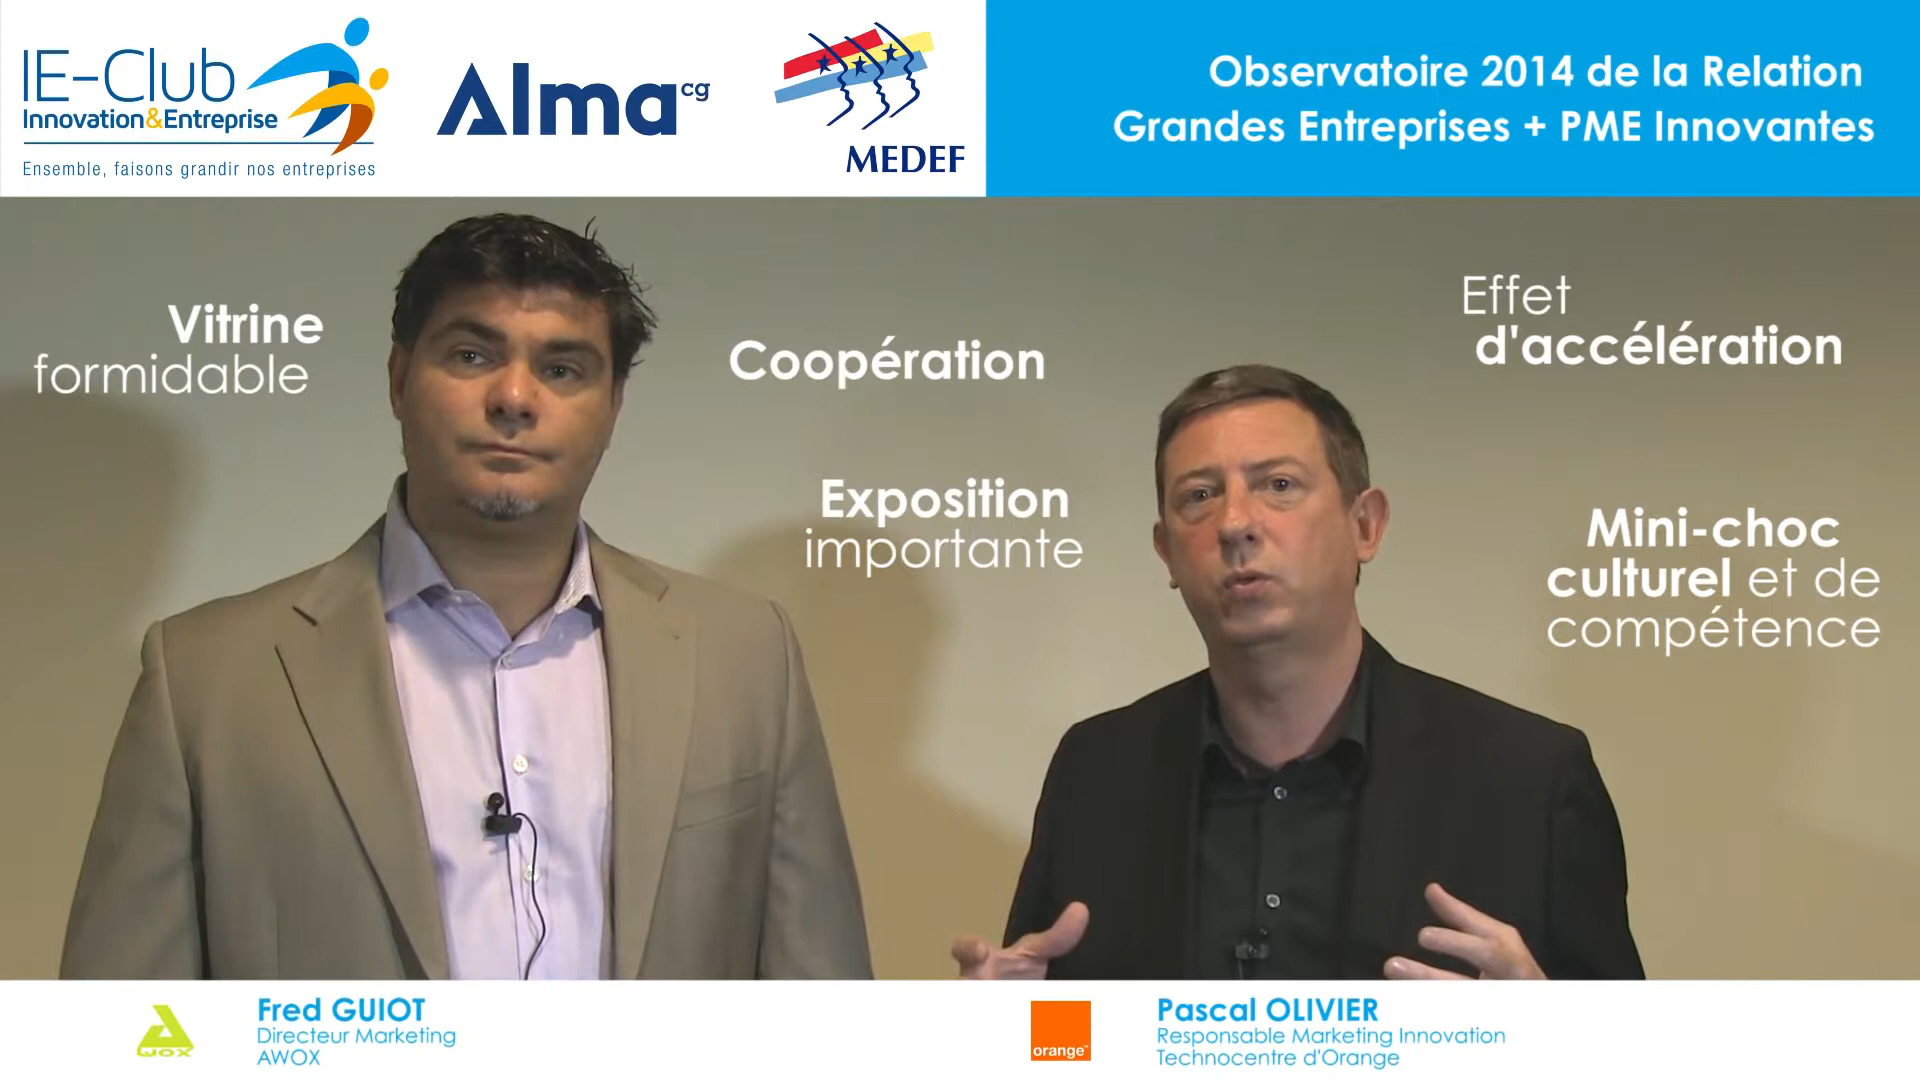 IE-Club
Innovation&Entreprise
Ensemble, faisons grandir nos entreprises
Alma cg
MEDEF
Observatoire 2014 de la Relation
Grandes Entreprises + PME Innovantes
Vitrine
formidable
Coopération
Exposition
importante
Effet
d'accélération
Mini-choc
culturel et de
compétence
AWOX
Fred GUIOT
Directeur Marketing
AWOX
orange™
Pascal OLIVIER
Responsable Marketing Innovation
Technocentre d'Orange